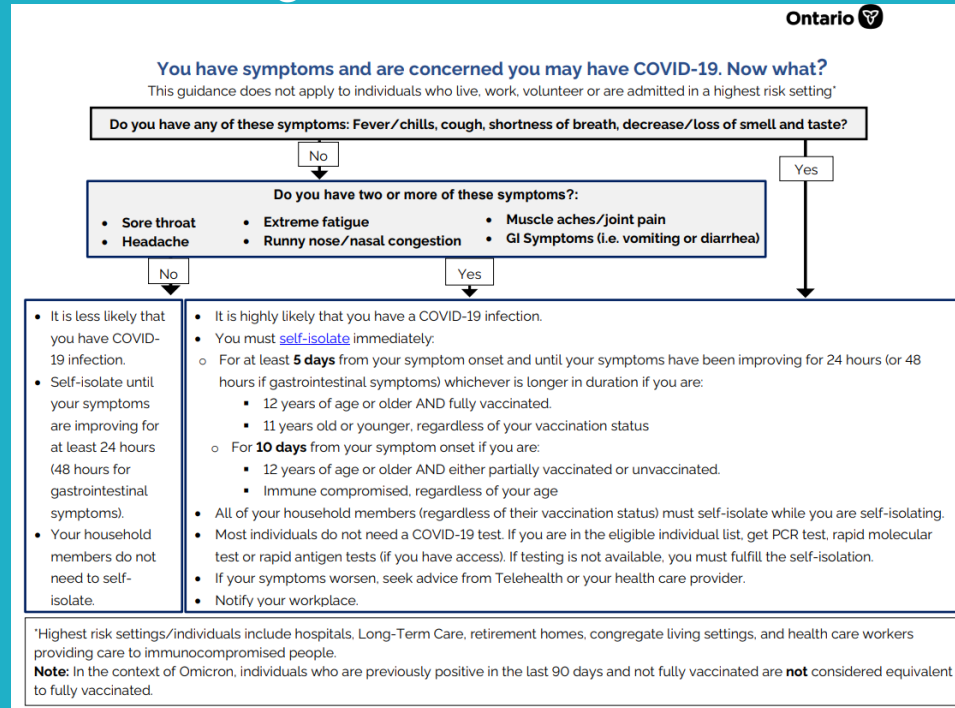 Ontario
You have symptoms and are concerned you may have COVID-19. Now what?
This guidance does not apply to individuals who live, work, volunteer or are admitted in a highest risk setting*
Do you have any of these symptoms: Fever/chills, cough, shortness of breath, decrease/loss of smell and taste?
No
Yes
Do you have two or more of these symptoms?:
• Sore throat
• Headache
• Extreme fatigue
• Runny nose/nasal congestion
• Muscle aches/joint pain
• GI Symptoms (i.e. vomiting or diarrhea)
No
Yes
• It is less likely that
you have COVID-
19 infection.
• Self-isolate until
your symptoms
are improving for
at least 24 hours
(48 hours for
gastrointestinal
symptoms).
• Your household
members do not
need to self-
isolate.
• It is highly likely that you have a COVID-19 infection.
• You must self-isolate immediately:
o For at least 5 days from your symptom onset and until your symptoms have been improving for 24 hours (or 48
hours if gastrointestinal symptoms) whichever is longer in duration if you are:
▪ 12 years of age or older AND fully vaccinated.
▪ 11 years old or younger, regardless of your vaccination status
o For 10 days from your symptom onset if you are:
▪ 12 years of age or older AND either partially vaccinated or unvaccinated.
▪ Immune compromised, regardless of your age
• All of your household members (regardless of their vaccination status) must self-isolate while you are self-isolating.
• Most individuals do not need a COVID-19 test. If you are in the eligible individual list, get PCR test, rapid molecular
test or rapid antigen tests (if you have access). If testing is not available, you must fulfill the self-isolation.
• If your symptoms worsen, seek advice from Telehealth or your health care provider.
• Notify your workplace.
*Highest risk settings/individuals include hospitals, Long-Term Care, retirement homes, congregate living settings, and health care workers
providing care to immunocompromised people.
Note: In the context of Omicron, individuals who are previously positive in the last 90 days and not fully vaccinated are not considered equivalent
to fully vaccinated.